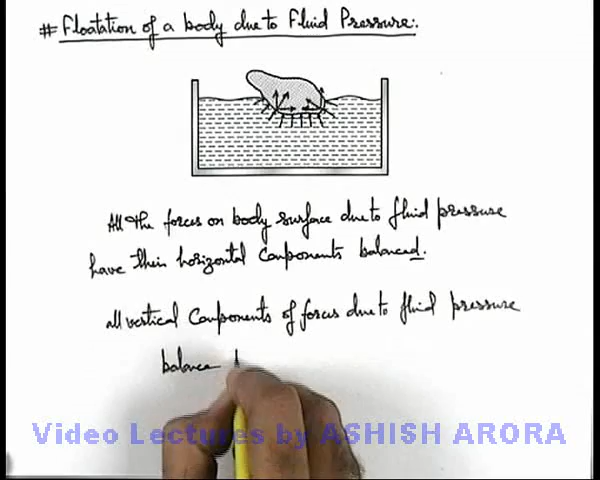 # Floatation of a body due to Fluid Pressure:.
All the forces on body surface due to fluid pressure
have their horizontal components balanced.
all vertical components of forces due to fluid pressure
balance
Video Lectures by ASHISH ARORA